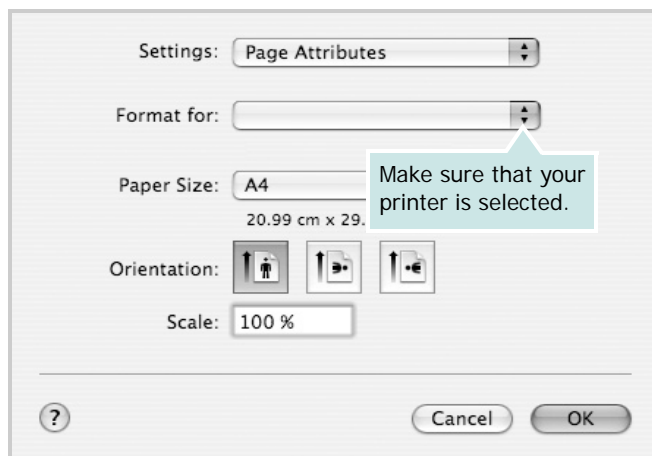 Settings: Page Attributes
Format for:
Make sure that your
printer is selected.
Paper Size: A4
20.99 cm x 29.
Orientation:
Scale: 100 %
? Cancel OK